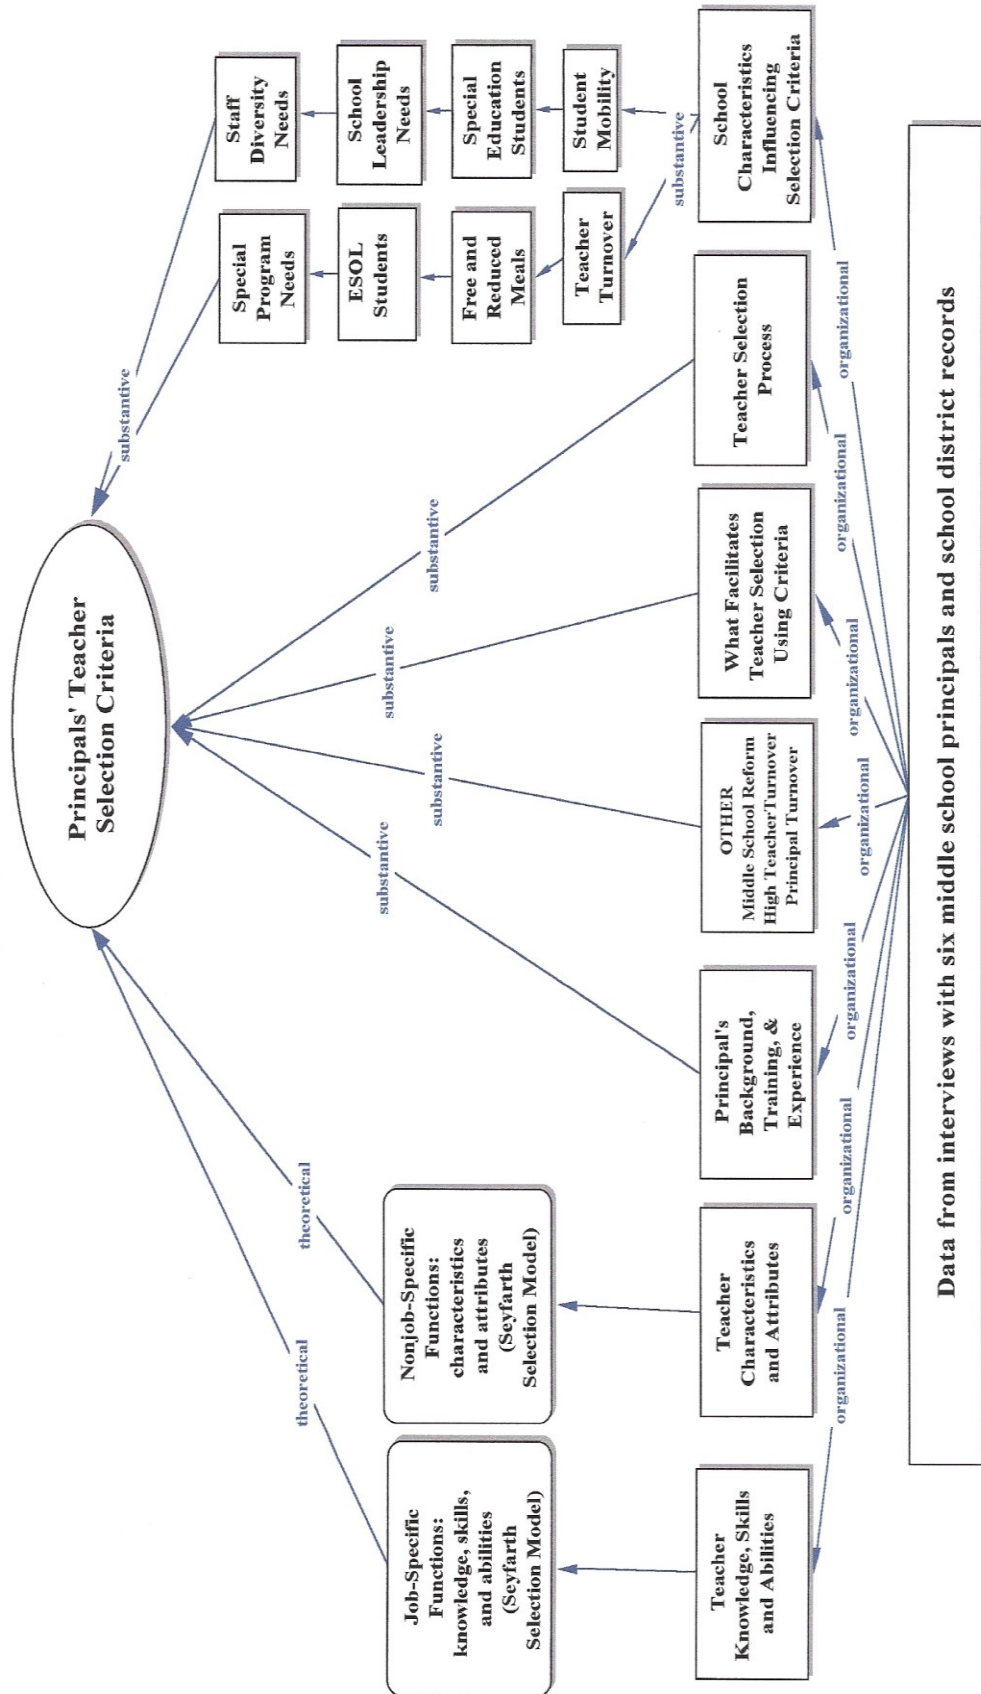 Principals' Teacher
Selection Criteria
substantive
theoretical
theoretical
substantive
substantive
substantive
substantive
Special
Program
Needs
Staff
Diversity
Needs
ESOL
Students
School
Leadership
Needs
Free and
Reduced
Meals
Special
Education
Students
Teacher
Turnover
Student
Mobility
substantive
Job-Specific
Functions:
knowledge, skills,
and abilities
(Seyfarth
Selection Model)
Nonjob-Specific
Functions:
characteristics
and attributes
(Seyfarth
Selection Model)
Teacher
Knowledge, Skills
and Abilities
Teacher
Characteristics
and Attributes
Principal's
Background,
Training, &
Experience
OTHER
Middle School Reform
High TeacherTurnover
Principal Turnover
What Facilitates
Teacher Selection
Using Criteria
Teacher Selection
Process
School
Characteristics
Influencing
Selection Criteria
organizational
organizational
organizational
organizational
organizational
organizational
organizational
Data from interviews with six middle school principals and school district records